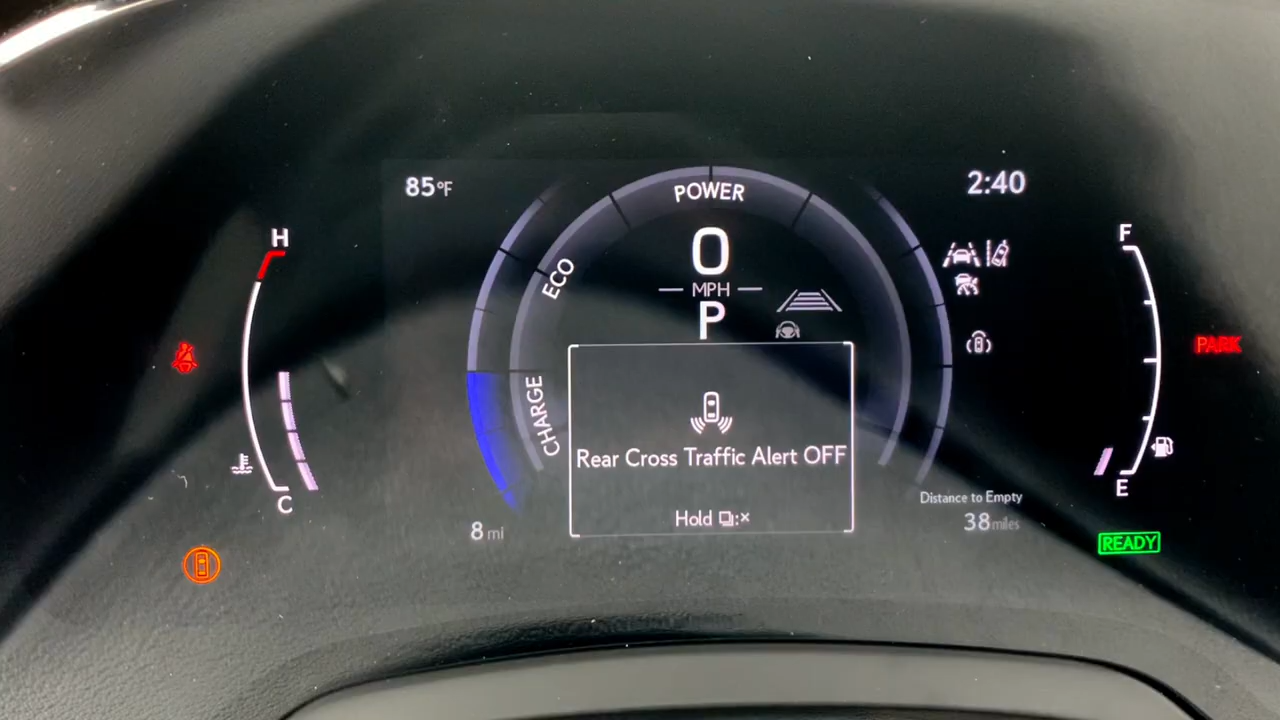 85°F
2:40
POWER
H
F
0
ECO
MPH
P
PARK
CHARGE
Rear Cross Traffic Alert OFF
C
E
Distance to Empty
Hold :×
38 miles
8 mi
READY